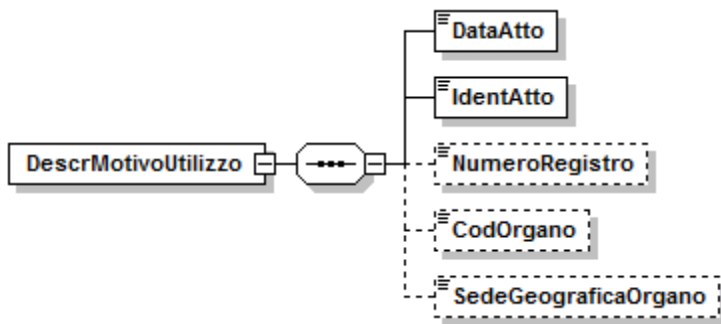 DataAtto
IdentAtto
DescrMotivoUtilizzo
NumeroRegistro
CodOrgano
SedeGeograficaOrgano